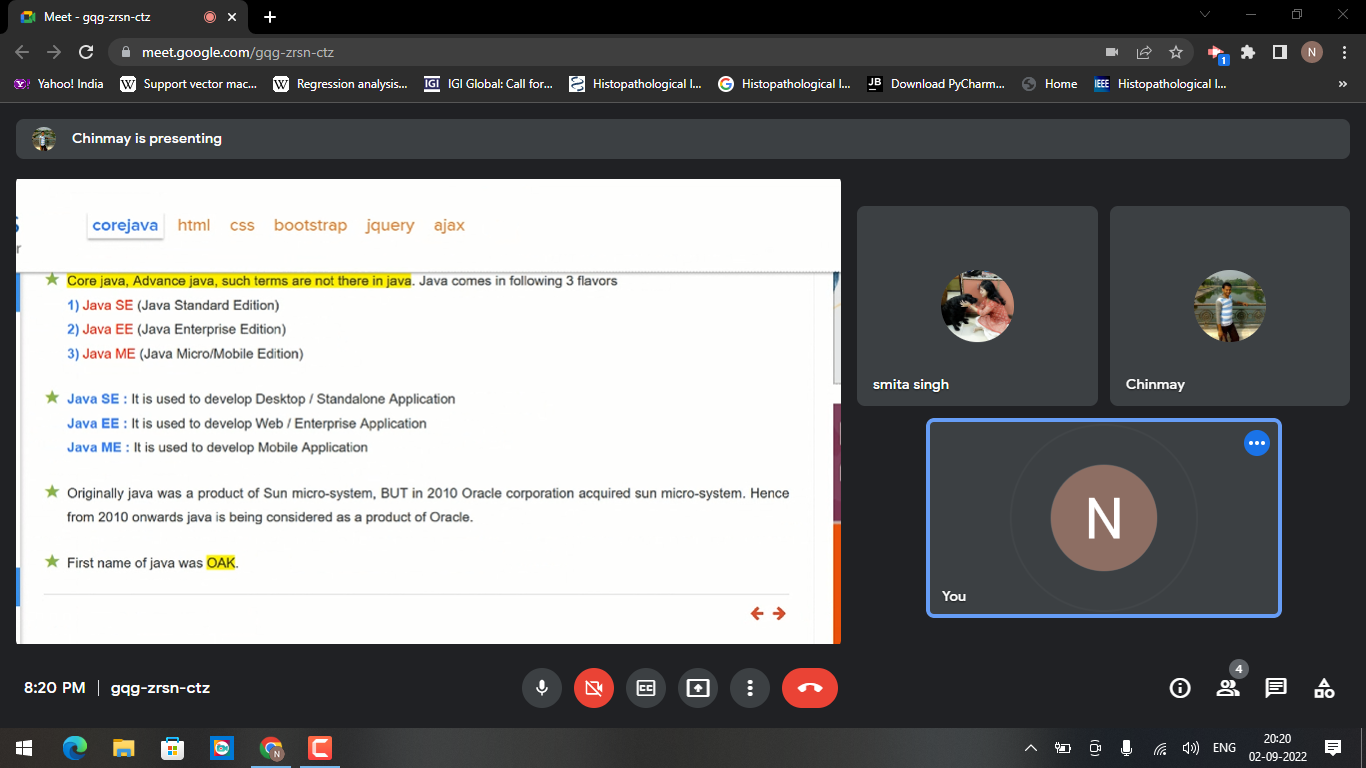 Meet - gqg-zrsn-ctz
meet.google.com/gqg-zrsn-ctz
1
N
Yahoo! India
W Support vector mac...
W Regression analysis...
IGI IGI Global: Call for...
Histopathological I...
G Histopathological I...
JB Download PyCharm...
Home
IEEE Histopathological I...
»
Chinmay is presenting
corejava html css bootstrap jquery ajax
Core java, Advance java, such terms are not there in java. Java comes in following 3 flavors
1) Java SE (Java Standard Edition)
2) Java EE (Java Enterprise Edition)
3) Java ME (Java Micro/Mobile Edition)
Java SE : It is used to develop Desktop / Standalone Application
Java EE : It is used to develop Web / Enterprise Application
Java ME : It is used to develop Mobile Application
Originally java was a product of Sun micro-system, BUT in 2010 Oracle corporation acquired sun micro-system. Hence
from 2010 onwards java is being considered as a product of Oracle.
First name of java was OAK.
smita singh
Chinmay
N
You
8:20 PM | gqg-zrsn-ctz
CC
4
N
C
ENG
20:20
02-09-2022